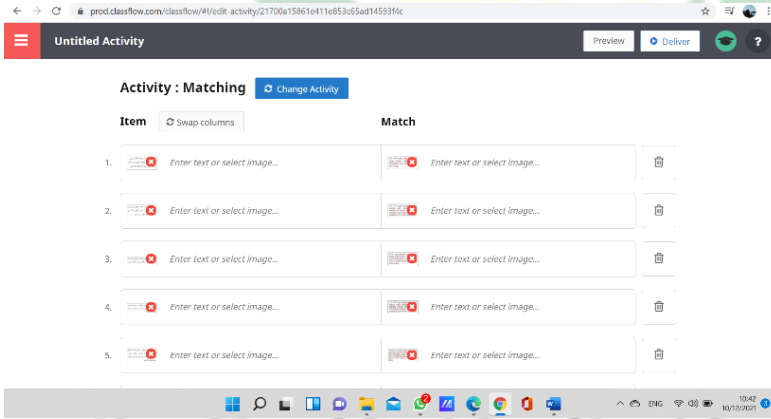 prod.classflow.com/classflow/#!/edit-activity/21700a15861e411e853c65ad14593f4c
Untitled Activity
Preview
Deliver
?
Activity : Matching
Change Activity
Item
Swap columns
Match
1. Enter text or select image... Enter text or select image...
2. Enter text or select image... Enter text or select image...
3. Enter text or select image... Enter text or select image...
4. Enter text or select image... Enter text or select image...
5. Enter text or select image... Enter text or select image...
2
ENG
10:42
10/12/2021
3